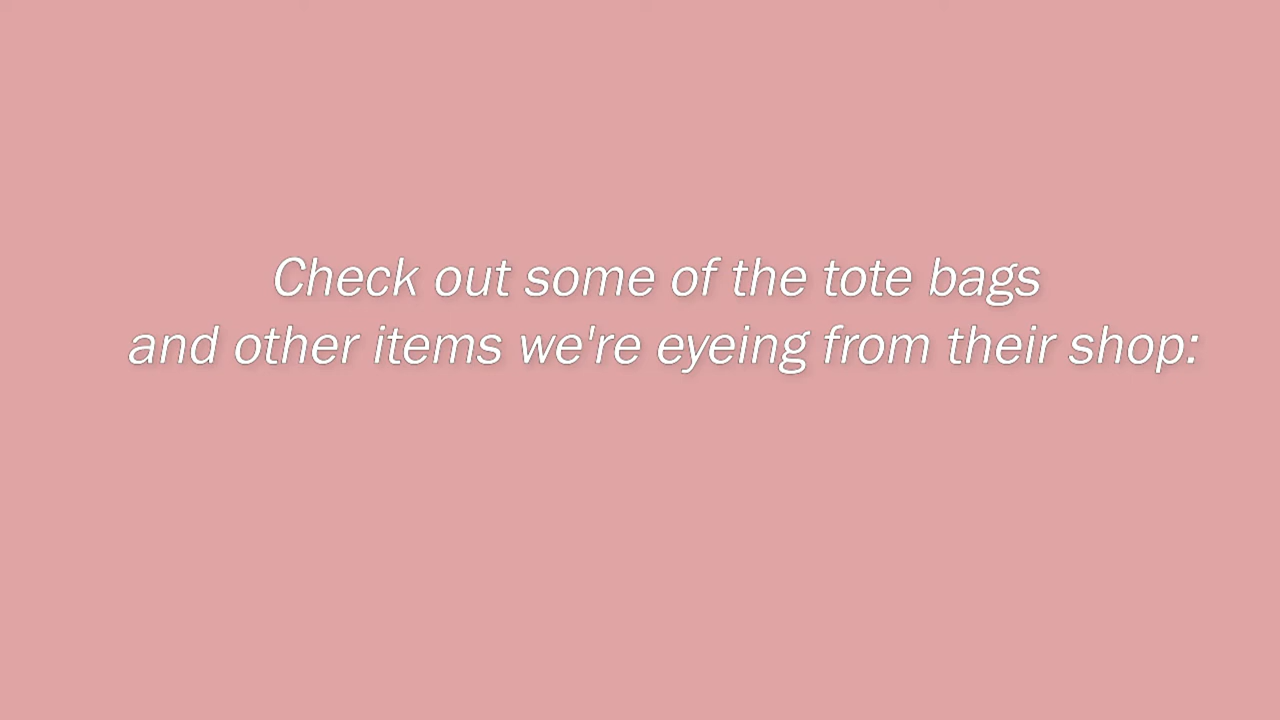 Check out some of the tote bags
and other items we're eyeing from their shop: